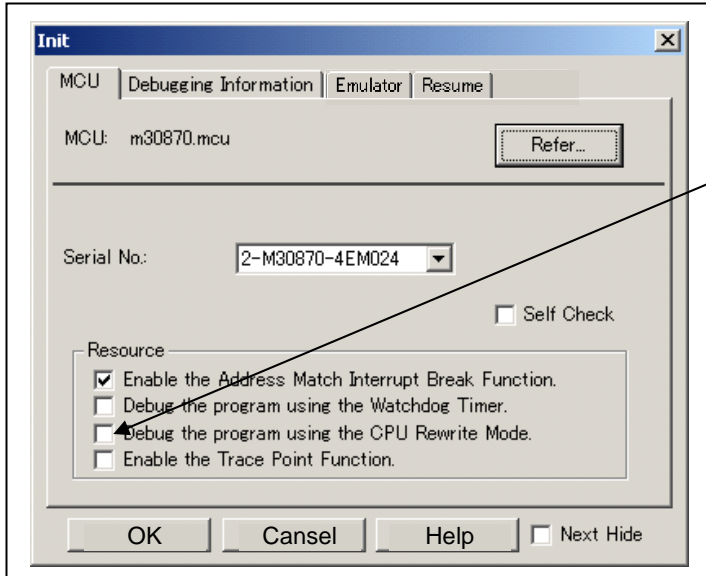 Init
MCU Debugging Information Emulator Resume
MCU: m30870.mcu Refer...
Serial No.: 2-M30870-4EM024
Self Check
Resource
Enable the Address Match Interrupt Break Function.
Debug the program using the Watchdog Timer.
Debug the program using the CPU Rewrite Mode.
Enable the Trace Point Function.
OK Cansel Help Next Hide